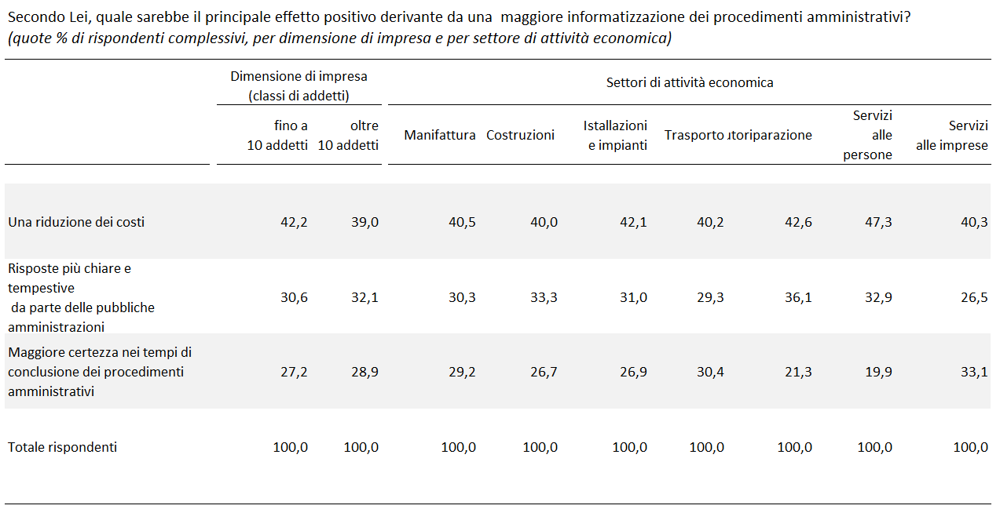 Secondo Lei, quale sarebbe il principale effetto positivo derivante da una  maggiore informatizzazione dei procedimenti amministrativi?
(quote % di rispondenti complessivi, per dimensione di impresa e per settore di attività economica)
Dimensione di impresa
(classi di addetti)
Settori di attività economica
fino a
10 addetti
oltre
10 addetti
Manifattura
Costruzioni
Istallazioni
e impianti
Trasporto
utoriparazione
Servizi
alle
persone
Servizi
alle imprese
Una riduzione dei costi 42,2 39,0 40,5 40,0 42,1 40,2 42,6 47,3 40,3
Risposte più chiare e
tempestive
da parte delle pubbliche
amministrazioni
30,6 32,1 30,3 33,3 31,0 29,3 36,1 32,9 26,5
Maggiore certezza nei tempi di
conclusione dei procedimenti
amministrativi
27,2 28,9 29,2 26,7 26,9 30,4 21,3 19,9 33,1
Totale rispondenti 100,0 100,0 100,0 100,0 100,0 100,0 100,0 100,0 100,0